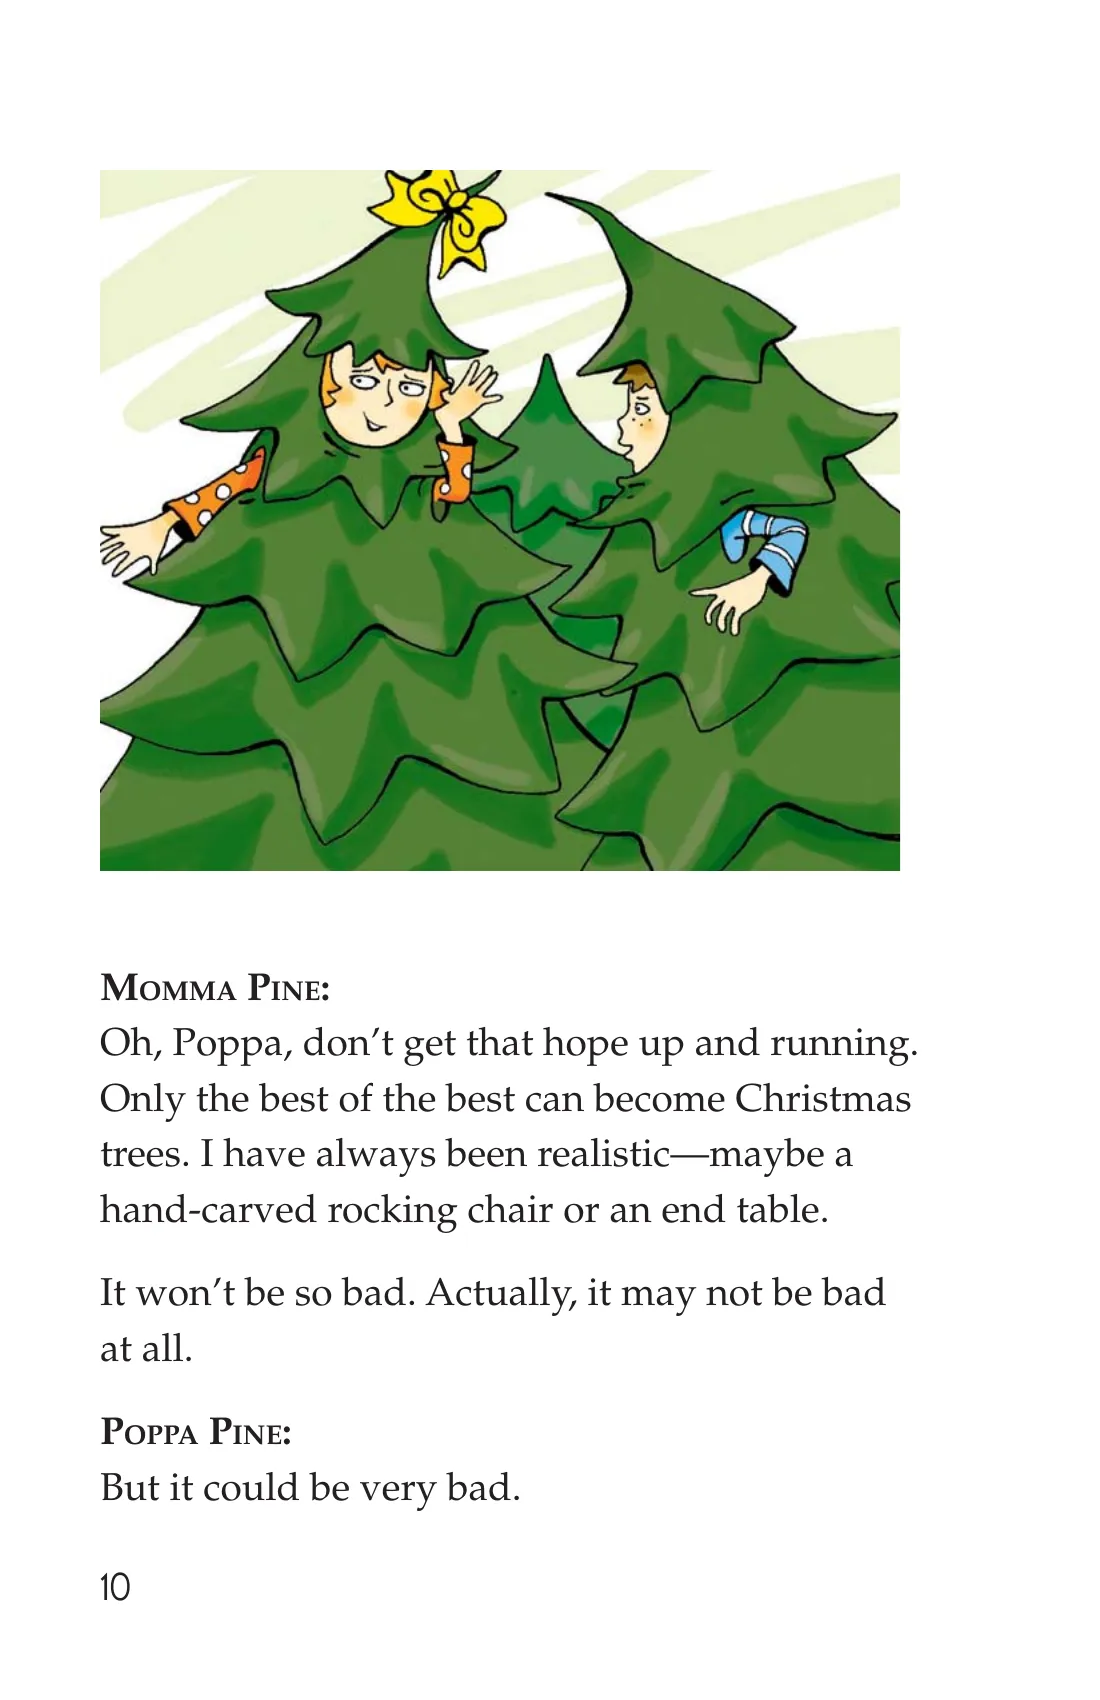 MOMMA PINE:
Oh, Poppa, don’t get that hope up and running.
Only the best of the best can become Christmas
trees. I have always been realistic—maybe a
hand-carved rocking chair or an end table.
It won’t be so bad. Actually, it may not be bad
at all.
POPPA PINE:
But it could be very bad.
10